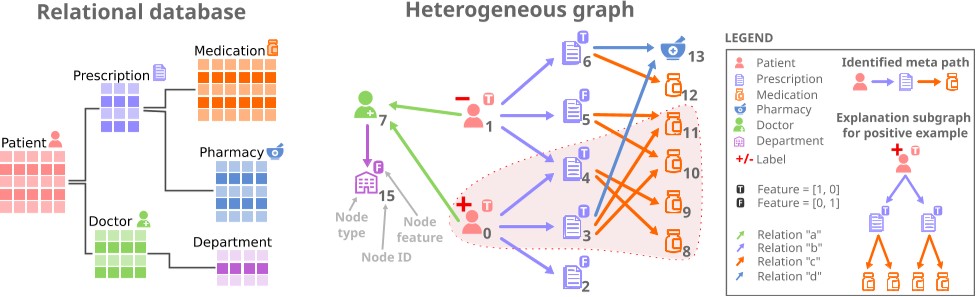 Relational database
Medication
Prescription
Patient
Pharmacy
Doctor
Department
Heterogeneous graph
T
6
13
12
T
1
7
F
5
11
F
15
T
4
10
Node
type
Node
feature
Node ID
+
T
0
T
3
9
8
F
2
LEGEND
Patient
Prescription
Medication
Pharmacy
Doctor
Department
+/- Label
T Feature = [1, 0]
F Feature = [0, 1]
Relation "a"
Relation "b"
Relation "c"
Relation "d"
Identified meta path
Explanation subgraph
for positive example
+
T
T
T